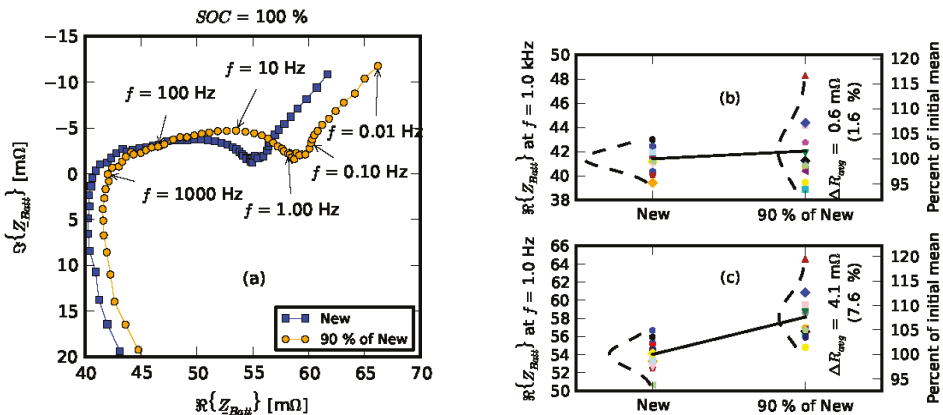 SOC = 100 %
(a)
ℑ{Z_Batt} [mΩ]
−15
−10
−5
0
5
10
15
20
f = 10 Hz
f = 100 Hz
f = 0.01 Hz
f = 0.10 Hz
f = 1000 Hz
f = 1.00 Hz
New
90 % of New
40 45 50 55 60 65 70
ℜ{Z_Batt} [mΩ]
ℜ{Z_Batt} at f = 1.0 kHz
50
48
46
44
42
40
38
(b)
ΔR_avg = 0.6 mΩ
(1.6 %)
120
115
110
105
100
95
Percent of initial mean
New 90 % of New
ℜ{Z_Batt} at f = 1.0 Hz
66
64
62
60
58
56
54
52
50
(c)
ΔR_avg = 4.1 mΩ
(7.6 %)
120
115
110
105
100
95
Percent of initial mean
New 90 % of New